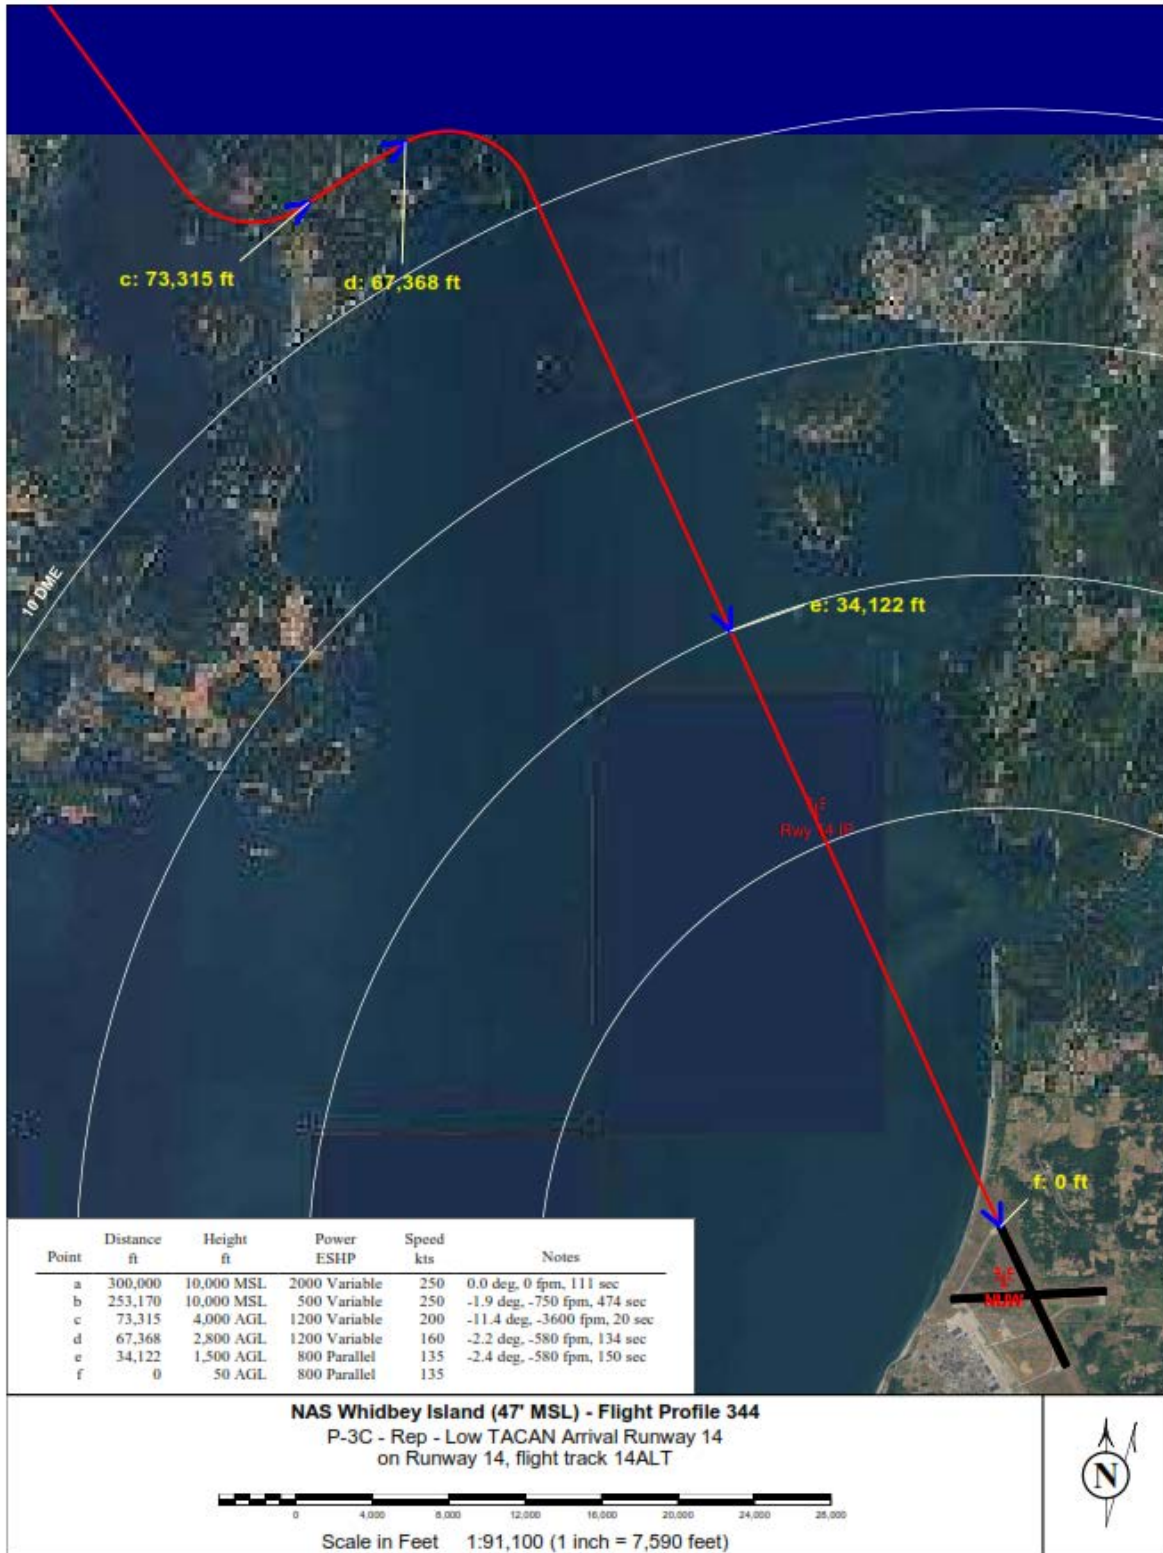 c: 73,315 ft
d: 67,368 ft
10 DME
e: 34,122 ft
Rwy 14 IF
f: 0 ft
NUW
Point Distance ft Height ft Power ESHP Speed kts Notes
a 300,000 10,000 MSL 2000 Variable 250 0.0 deg, 0 fpm, 111 sec
b 253,170 10,000 MSL 500 Variable 250 -1.9 deg, -750 fpm, 474 sec
c 73,315 4,000 AGL 1200 Variable 200 -11.4 deg, -3600 fpm, 20 sec
d 67,368 2,800 AGL 1200 Variable 160 -2.2 deg, -580 fpm, 134 sec
e 34,122 1,500 AGL 800 Parallel 135 -2.4 deg, -580 fpm, 150 sec
f 0 50 AGL 800 Parallel 135
NAS Whidbey Island (47' MSL) - Flight Profile 344
P-3C - Rep - Low TACAN Arrival Runway 14
on Runway 14, flight track 14ALT
0 4,000 8,000 12,000 16,000 20,000 24,000 28,000
Scale in Feet 1:91,100 (1 inch = 7,590 feet)
N